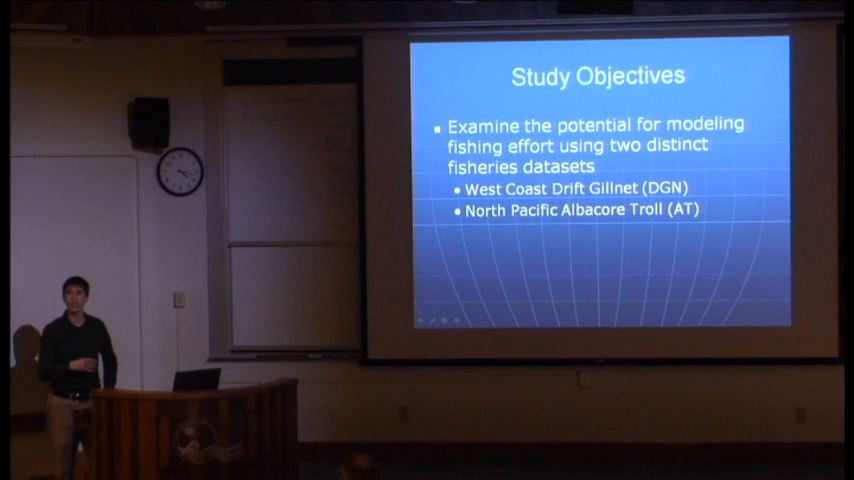 Study Objectives
▪ Examine the potential for modeling
fishing effort using two distinct
fisheries datasets
• West Coast Drift Gillnet (DGN)
• North Pacific Albacore Troll (AT)